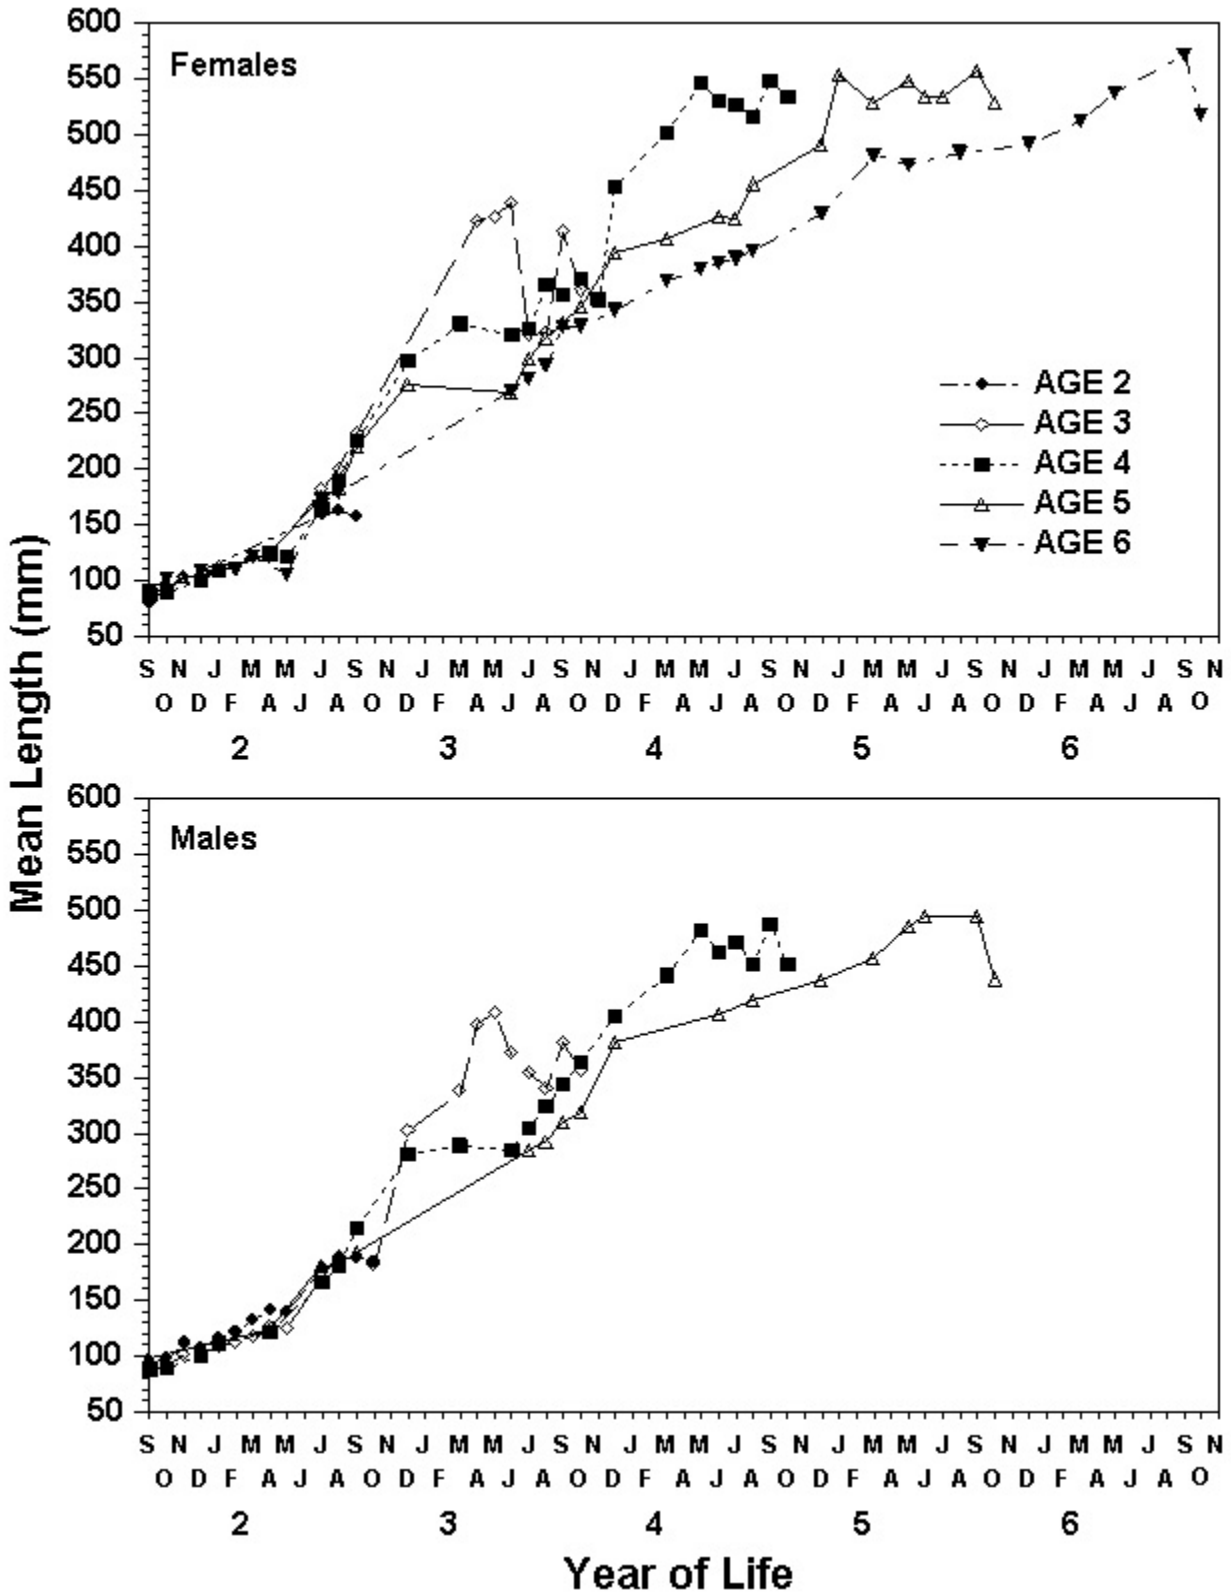 600
550
500
450
400
350
300
250
200
150
100
50
Females
AGE 2
AGE 3
AGE 4
AGE 5
AGE 6
S N J M M J S N J M M J S N J M M J S N J M M J S N J M M J S N
O D F A J A O D F A J A O D F A J A O D F A J A O D F A J A O
2 3 4 5 6
Mean Length (mm)
600
550
500
450
400
350
300
250
200
150
100
50
Males
S N J M M J S N J M M J S N J M M J S N J M M J S N J M M J S N
O D F A J A O D F A J A O D F A J A O D F A J A O D F A J A O
2 3 4 5 6
Year of Life